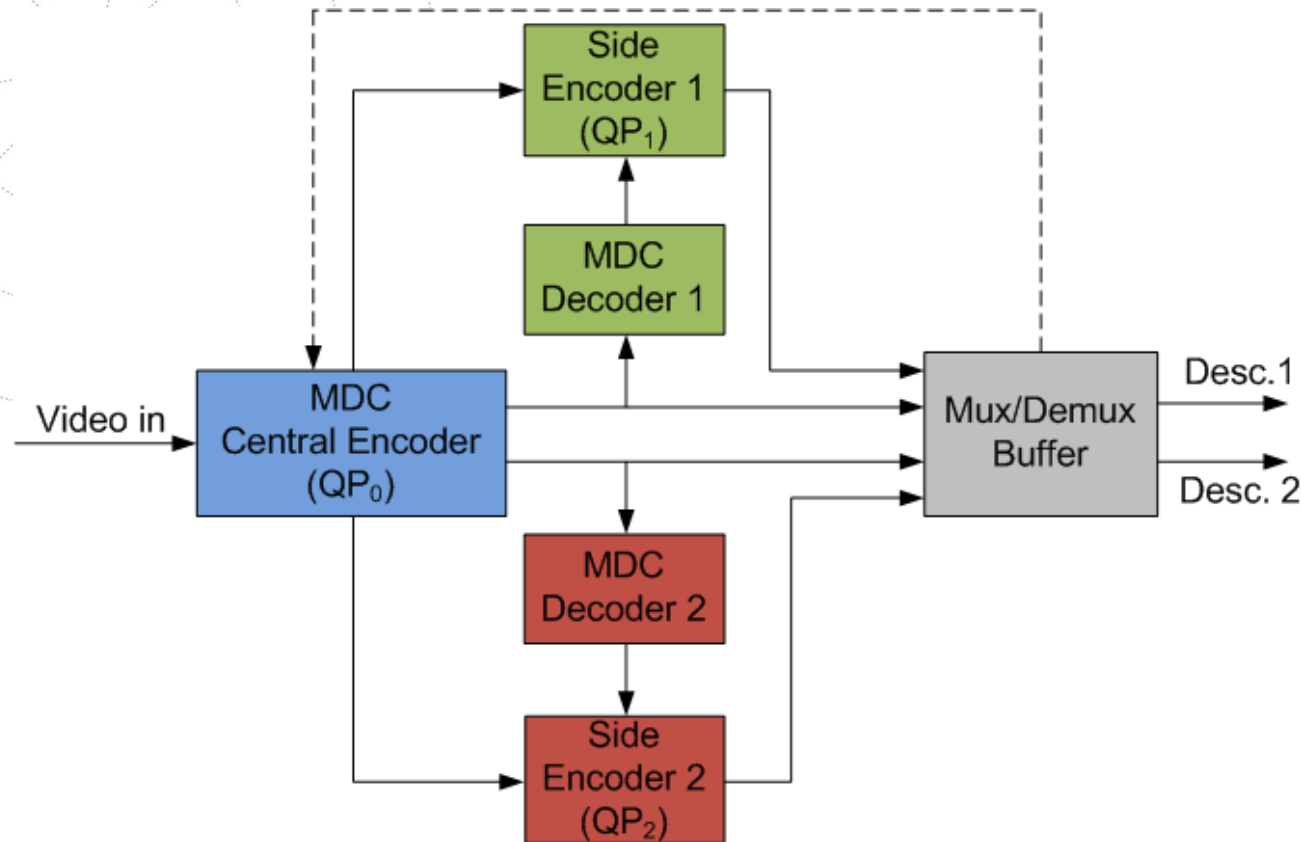 Side
Encoder 1
(QP₁)
MDC
Decoder 1
Video in
MDC
Central Encoder
(QP₀)
Mux/Demux
Buffer
Desc.1
Desc. 2
MDC
Decoder 2
Side
Encoder 2
(QP₂)